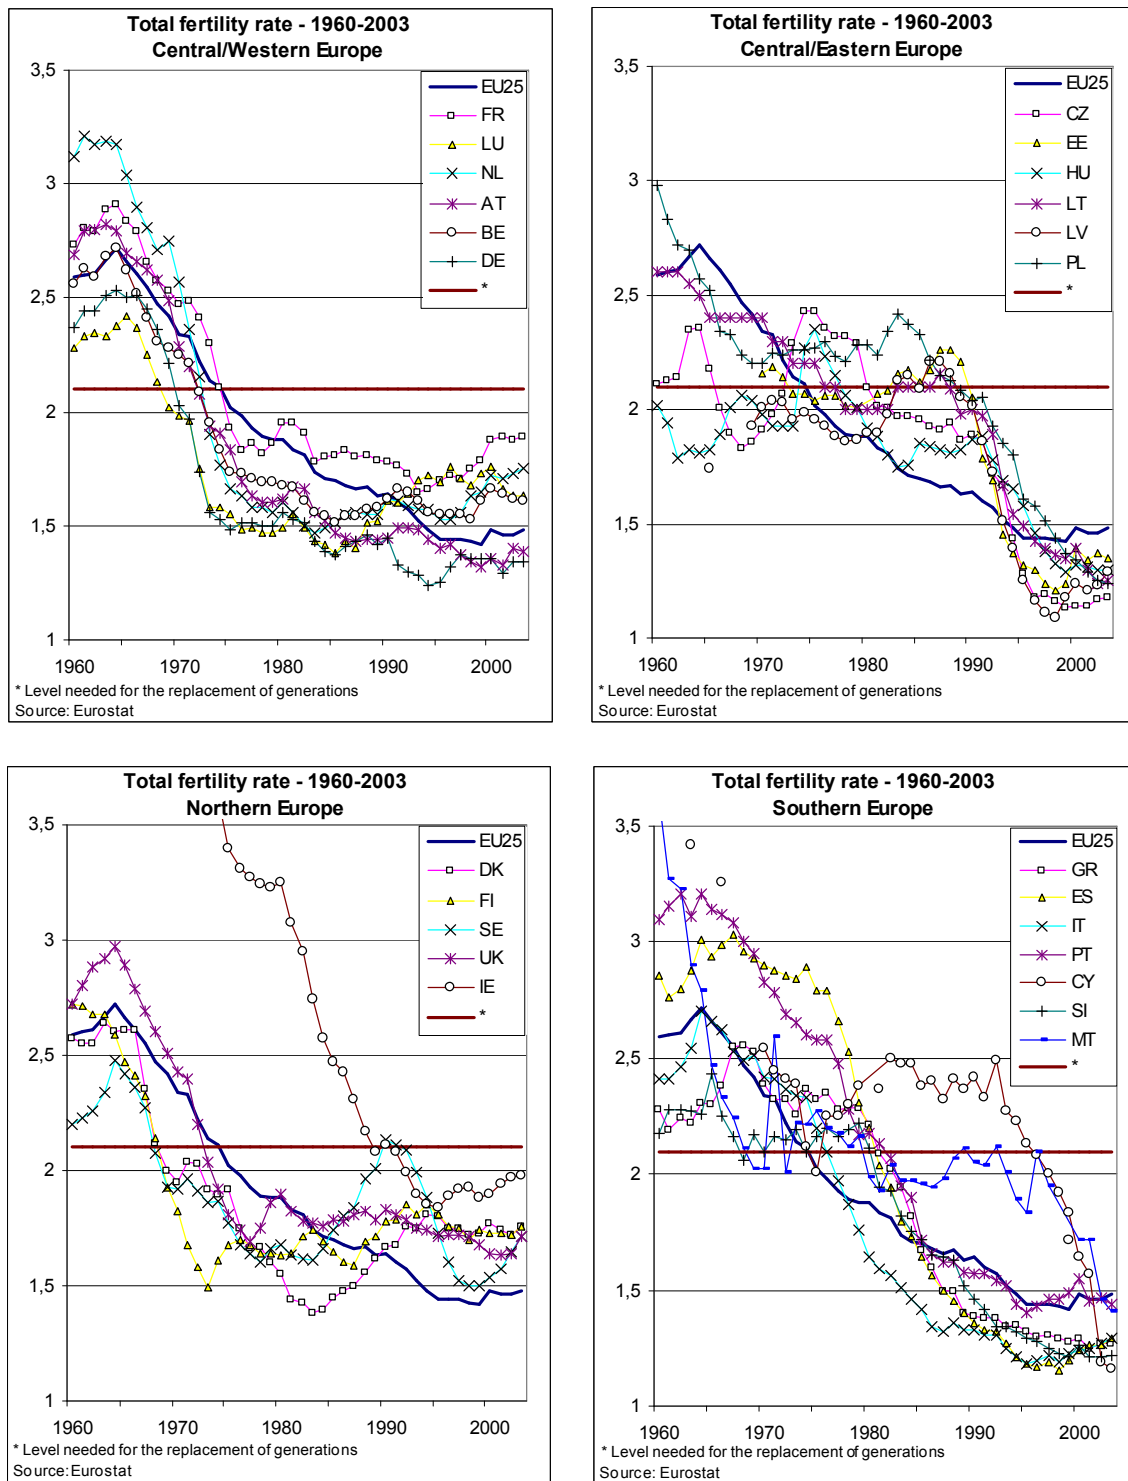 Total fertility rate - 1960-2003
Central/Western Europe
3,5
3
2,5
2
1,5
1
1960
1970
1980
1990
2000
EU25
FR
LU
NL
AT
BE
DE
*
* Level needed for the replacement of generations
Source: Eurostat
Total fertility rate - 1960-2003
Central/Eastern Europe
3,5
3
2,5
2
1,5
1
1960
1970
1980
1990
2000
EU25
CZ
EE
HU
LT
LV
PL
*
* Level needed for the replacement of generations
Source: Eurostat
Total fertility rate - 1960-2003
Northern Europe
3,5
3
2,5
2
1,5
1
1960
1970
1980
1990
2000
EU25
DK
FI
SE
UK
IE
*
* Level needed for the replacement of generations
Source: Eurostat
Total fertility rate - 1960-2003
Southern Europe
3,5
3
2,5
2
1,5
1
1960
1970
1980
1990
2000
EU25
GR
ES
IT
PT
CY
SI
MT
*
* Level needed for the replacement of generations
Source: Eurostat